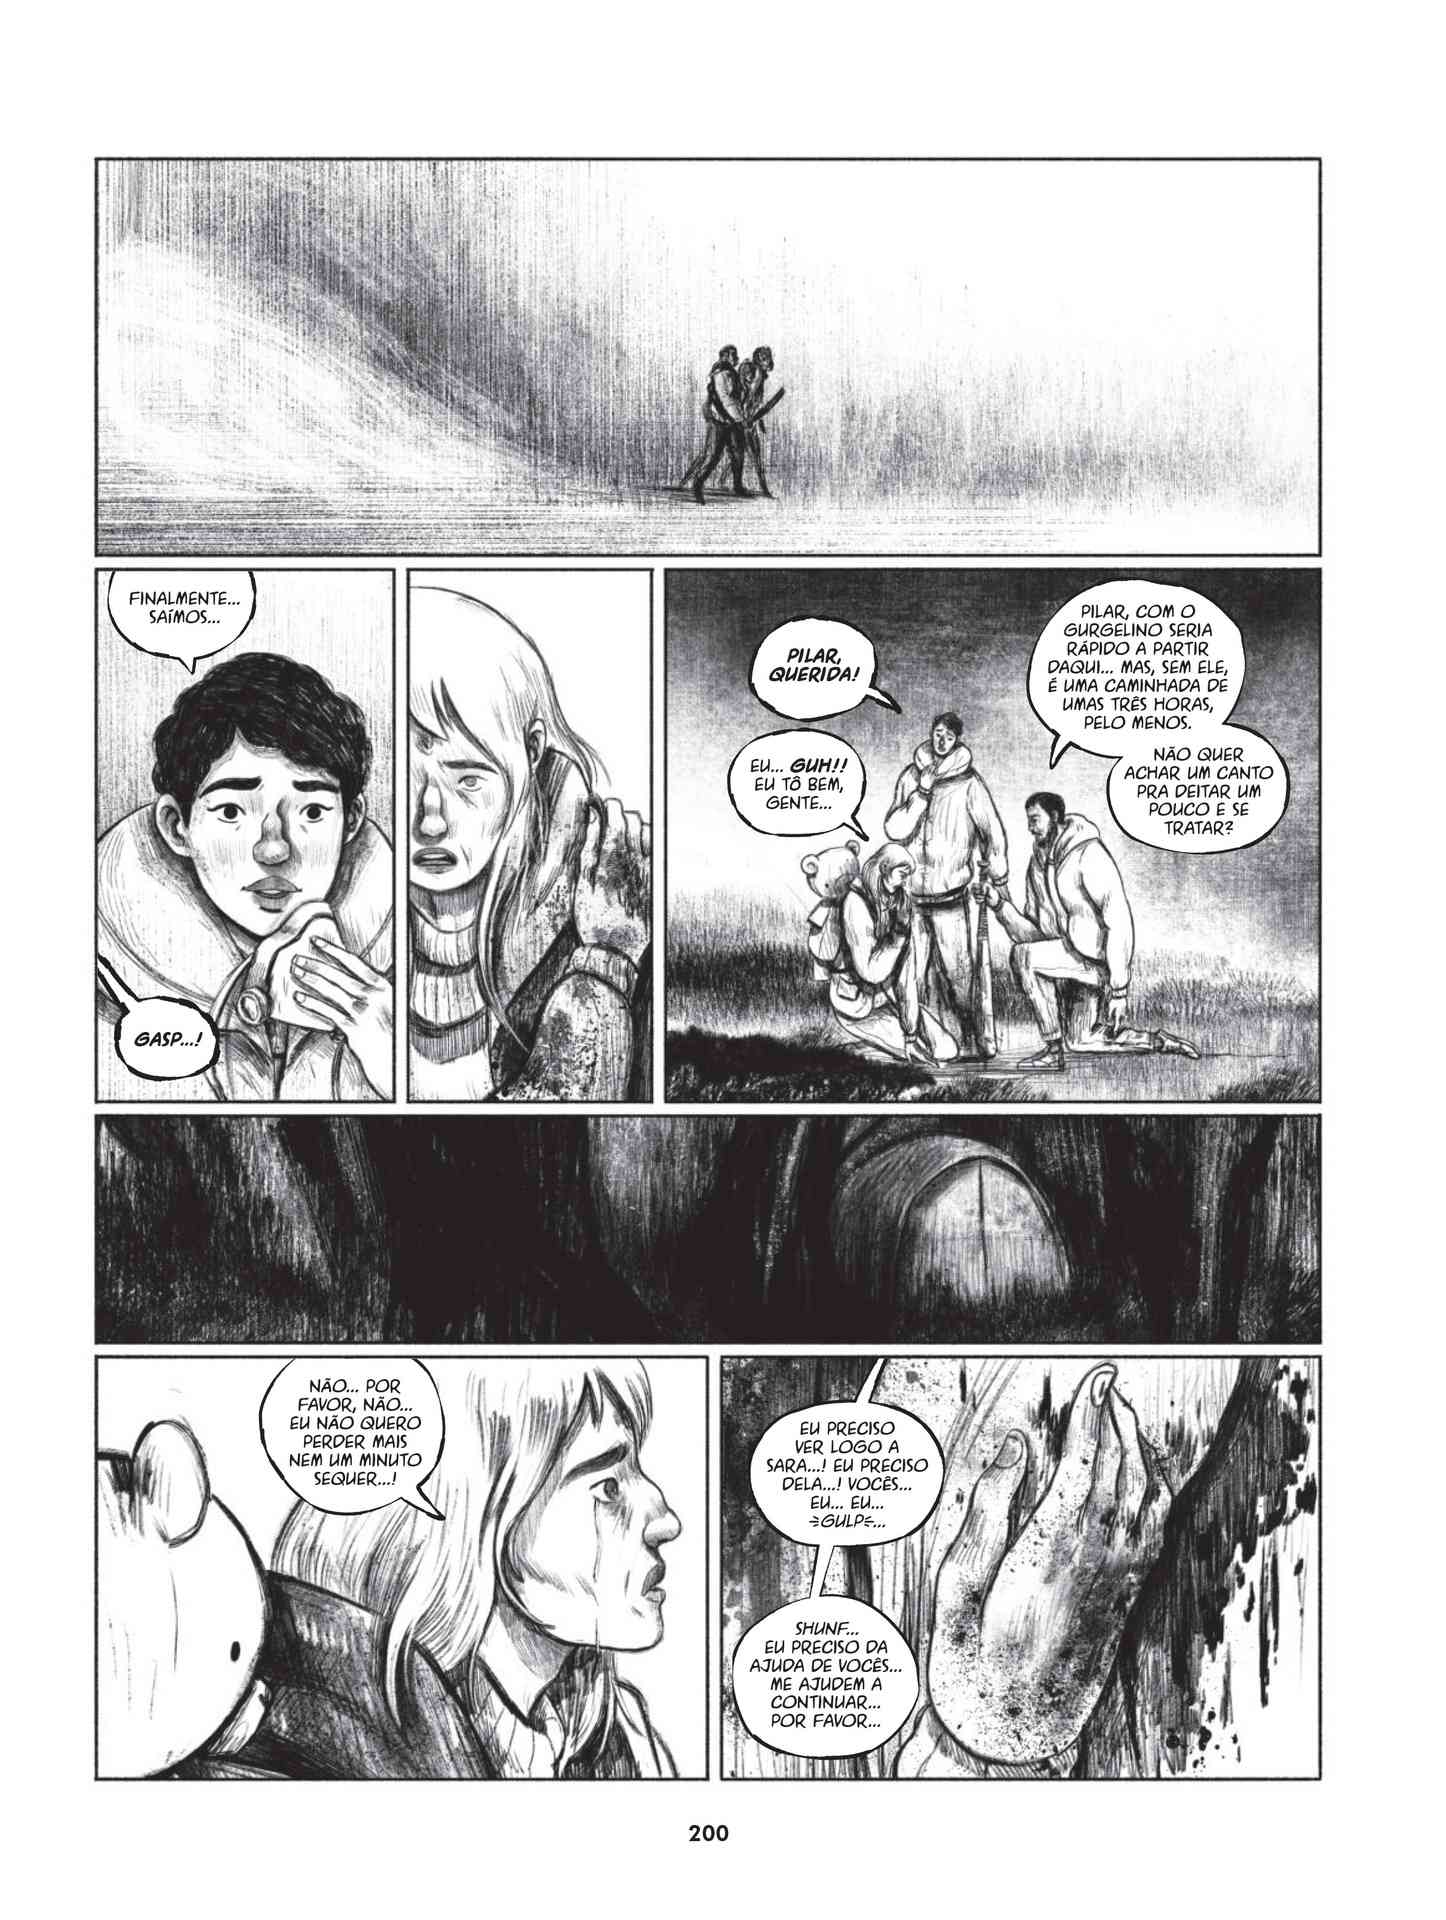 FINALMENTE...
SAÍMOS...
GASP...!
PILAR,
QUERIDA!
EU... GUH!!
EU TÔ BEM,
GENTE...
PILAR, COM O
GURGELINO SERIA
RÁPIDO A PARTIR
DAQUI... MAS, SEM ELE,
É UMA CAMINHADA DE
UMAS TRÊS HORAS,
PELO MENOS.
NÃO QUER
ACHAR UM CANTO
PRA DEITAR UM
POUCO E SE
TRATAR?
NÃO... POR
FAVOR, NÃO...
EU NÃO QUERO
PERDER MAIS
NEM UM MINUTO
SEQUER...!
EU PRECISO
VER LOGO A
SARA...! EU PRECISO
DELA...! VOCÊS...
EU... EU...
GULP...
SHUNF...
EU PRECISO DA
AJUDA DE VOCÊS...
ME AJUDEM A
CONTINUAR...
POR FAVOR...
200